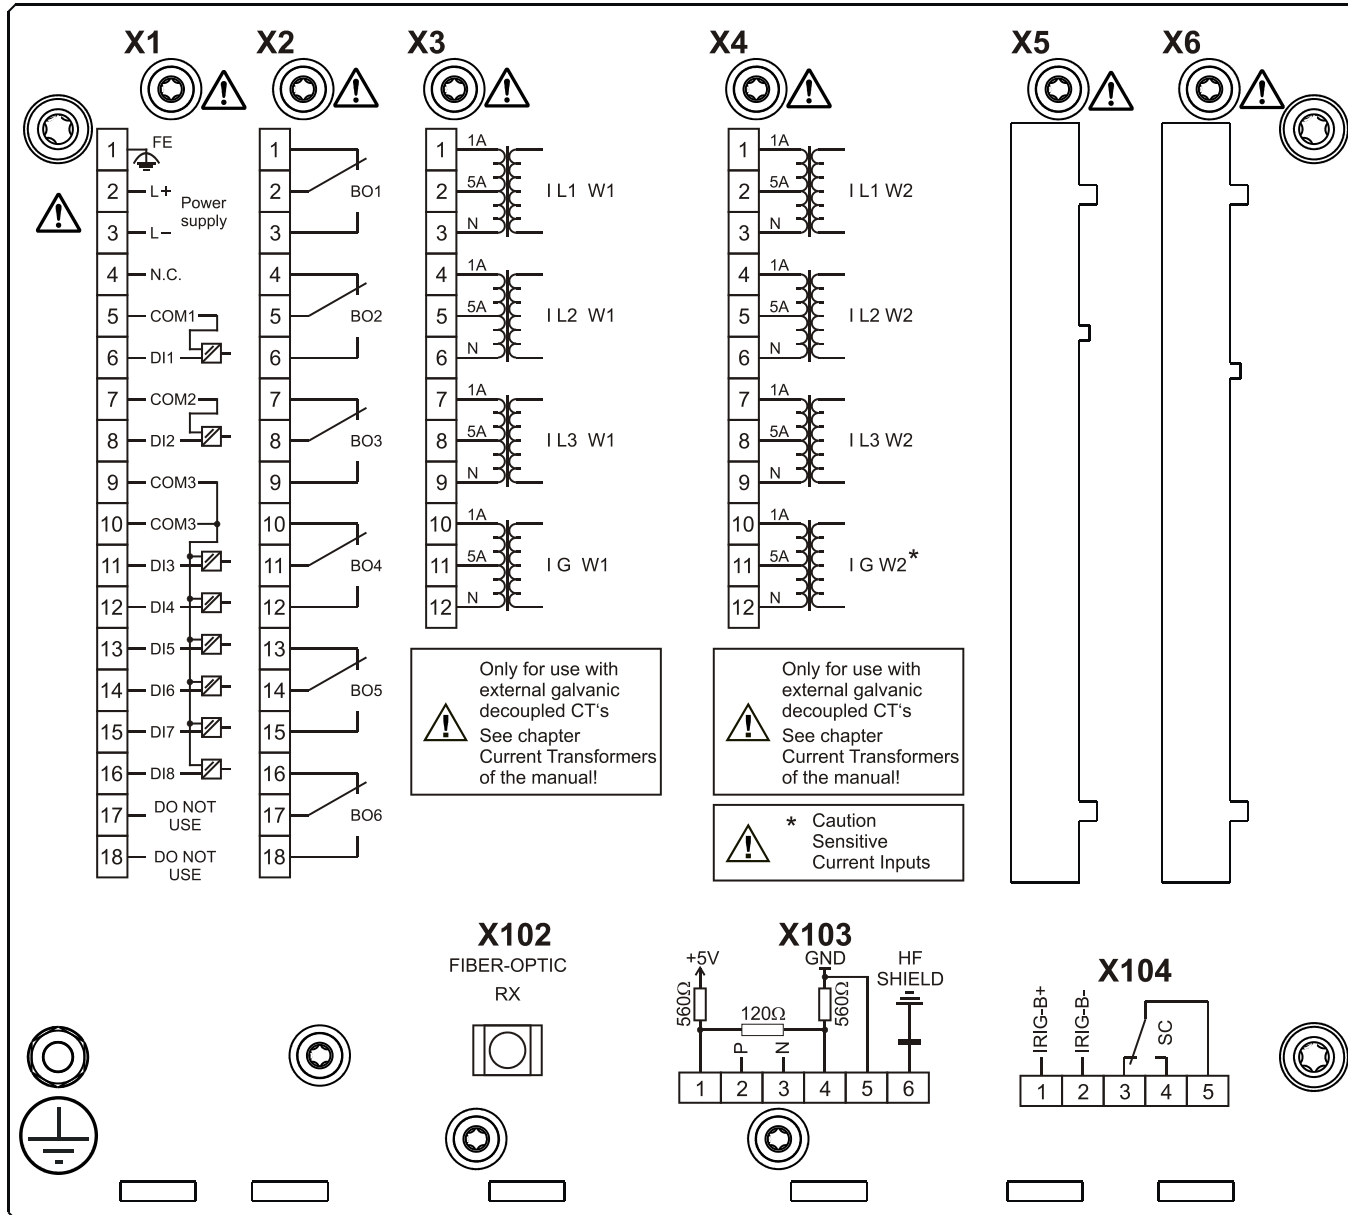 X1
X2
X3
X4
X5
X6
1 FE
2 L+
Power
supply
3 L–
4 N.C.
5 COM1
6 DI1
7 COM2
8 DI2
9 COM3
10 COM3
11 DI3
12 DI4
13 DI5
14 DI6
15 DI7
16 DI8
17 DO NOT
USE
18 DO NOT
USE
1
2 BO1
3
4
5 BO2
6
7
8 BO3
9
10
11 BO4
12
13
14 BO5
15
16
17 BO6
18
1 1A
2 5A I L1 W1
3 N
4 1A
5 5A I L2 W1
6 N
7 1A
8 5A I L3 W1
9 N
10 1A
11 5A I G W1
12 N
Only for use with
external galvanic
decoupled CT‘s
See chapter
Current Transformers
of the manual!
1 1A
2 5A I L1 W2
3 N
4 1A
5 5A I L2 W2
6 N
7 1A
8 5A I L3 W2
9 N
10 1A
11 5A I G W2*
12 N
Only for use with
external galvanic
decoupled CT‘s
See chapter
Current Transformers
of the manual!
* Caution
Sensitive
Current Inputs
X102
FIBER-OPTIC
RX
X103
+5V
GND
HF
SHIELD
560Ω
120Ω
560Ω
P
N
1 2 3 4 5 6
X104
IRIG-B+
IRIG-B-
SC
1 2 3 4 5